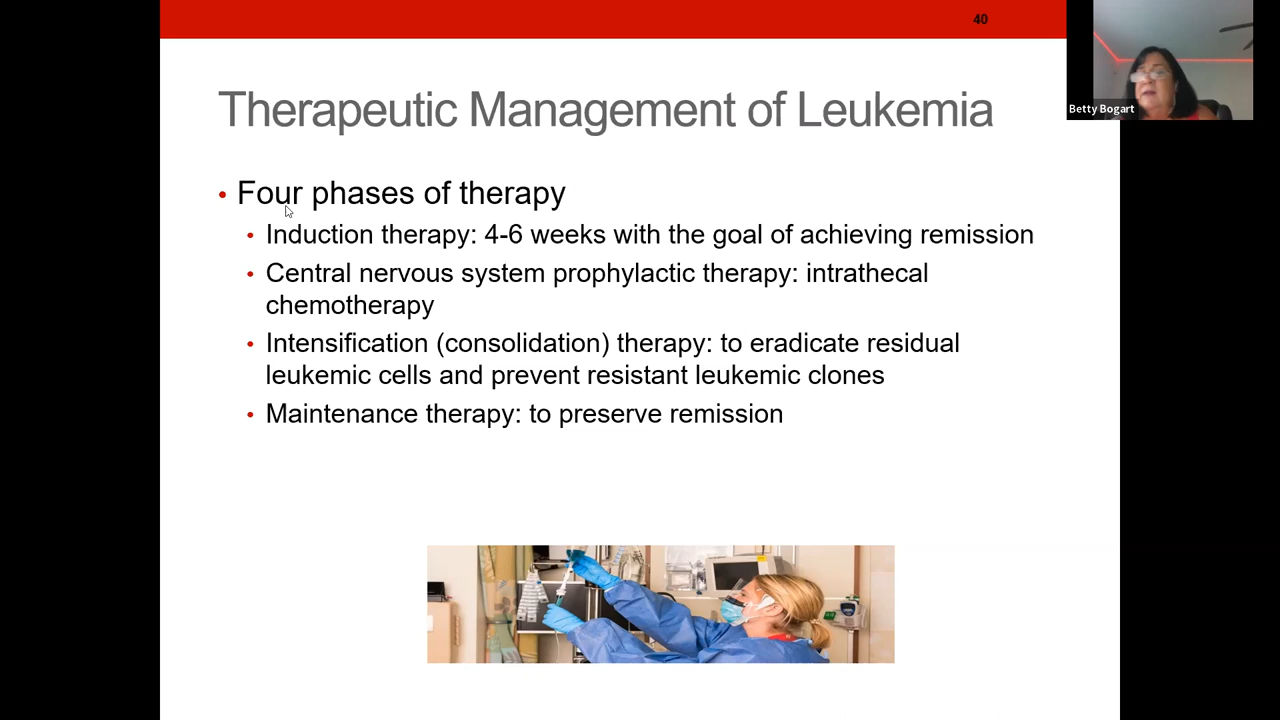 40
Therapeutic Management of Leukemia
Betty Bogart
• Four phases of therapy
• Induction therapy: 4-6 weeks with the goal of achieving remission
• Central nervous system prophylactic therapy: intrathecal
chemotherapy
• Intensification (consolidation) therapy: to eradicate residual
leukemic cells and prevent resistant leukemic clones
• Maintenance therapy: to preserve remission